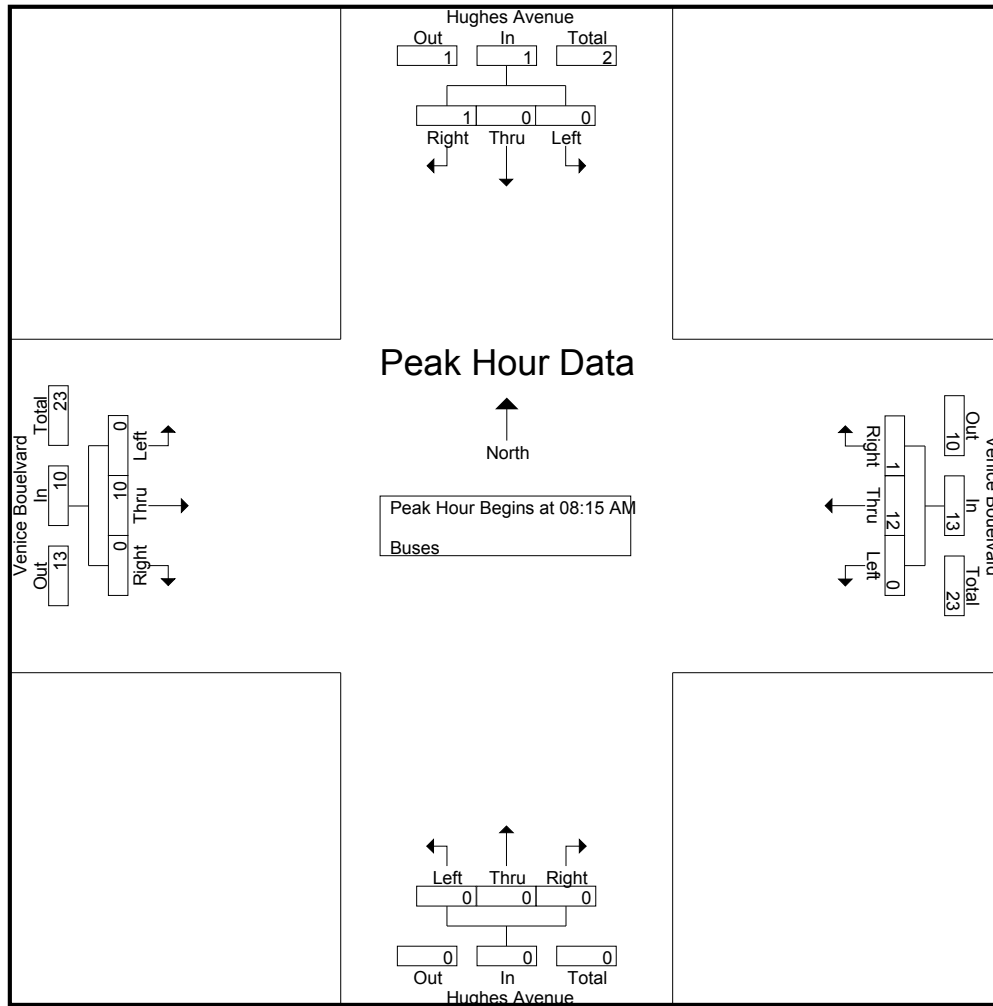 Hughes Avenue
Out In Total
1 1 2
1 0 0
Right Thru Left
Peak Hour Data
North
Peak Hour Begins at 08:15 AM
Buses
Venice Bouelvard
Out In Total
13 10 23
0 10 0
Left Thru Right
Venice Bouelvard
Out In Total
10 13 23
1 12 0
Right Thru Left
Left Thru Right
0 0 0
0 0 0
Out In Total
Hughes Avenue